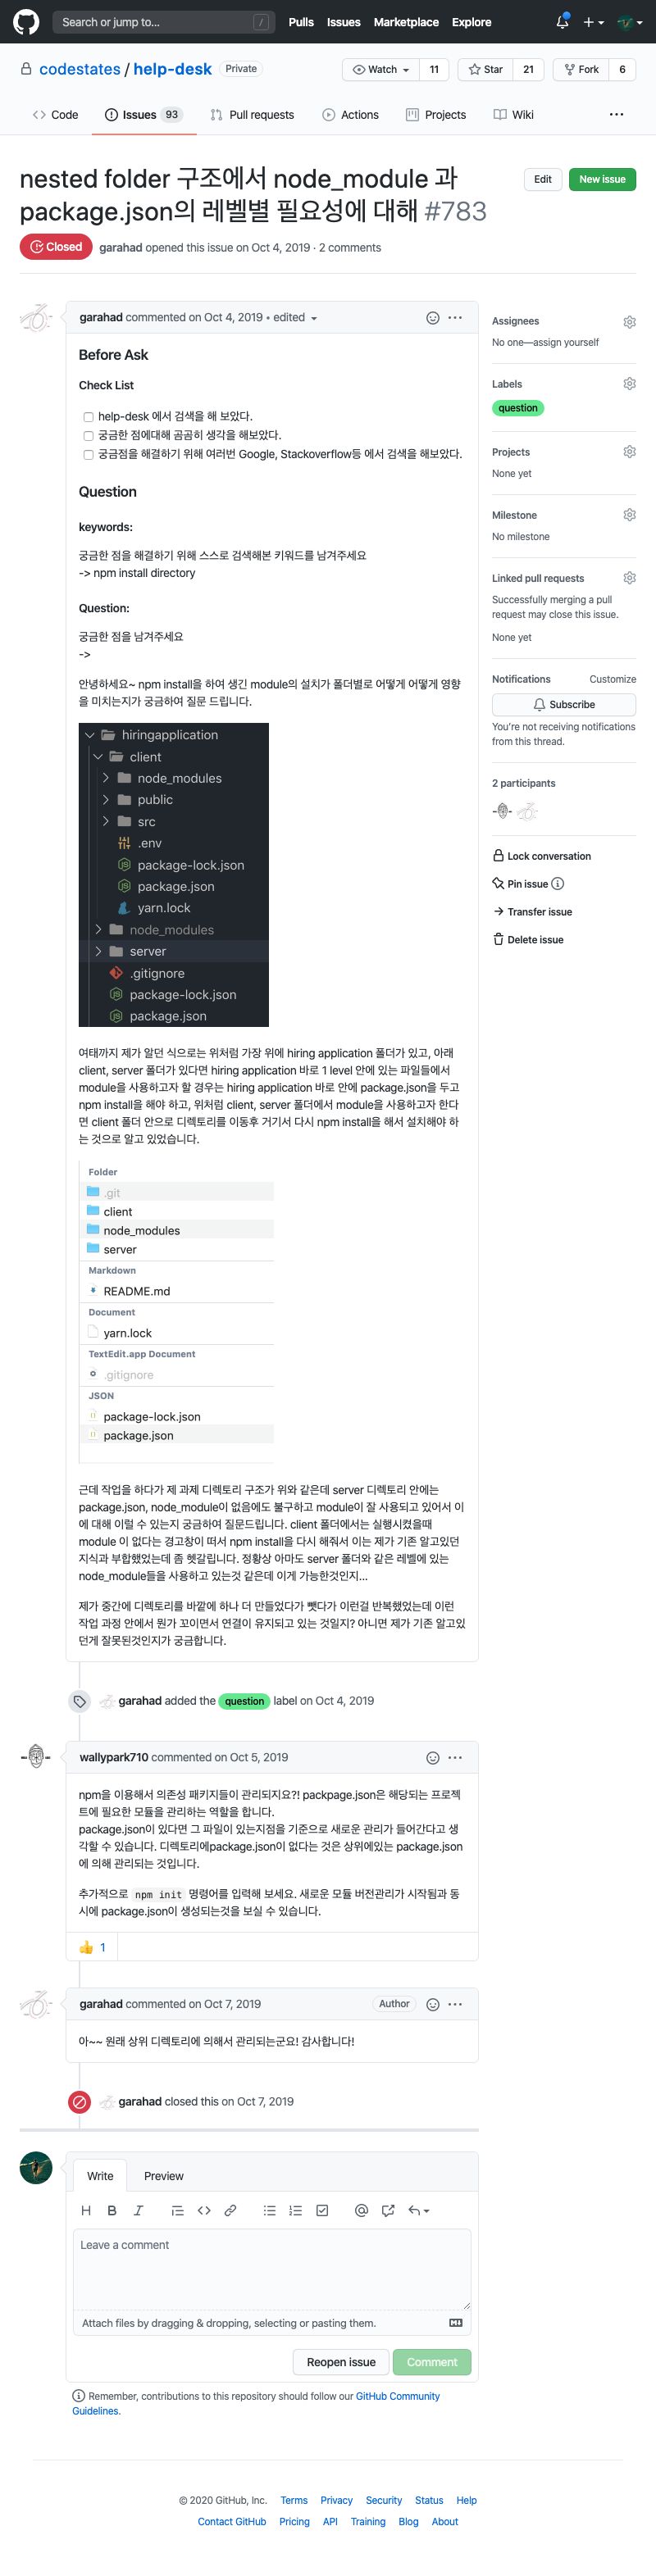 Search or jump to... /
Pulls Issues Marketplace Explore
codestates / help-desk Private
Watch 11 Star 21 Fork 6
Code Issues 93 Pull requests Actions Projects Wiki
nested folder 구조에서 node_module 과
package.json의 레벨별 필요성에 대해 #783
Edit New issue
Closed garahad opened this issue on Oct 4, 2019 · 2 comments
garahad commented on Oct 4, 2019 • edited
Before Ask
Check List
help-desk 에서 검색을 해 보았다.
궁금한 점에대해 곰곰히 생각을 해보았다.
궁금점을 해결하기 위해 여러번 Google, Stackoverflow등 에서 검색을 해보았다.
Question
keywords:
궁금한 점을 해결하기 위해 스스로 검색해본 키워드를 남겨주세요
-> npm install directory
Question:
궁금한 점을 남겨주세요
->
안녕하세요~ npm install을 하여 생긴 module의 설치가 폴더별로 어떻게 어떻게 영향
을 미치는지가 궁금하여 질문 드립니다.
hiringapplication
client
node_modules
public
src
.env
package-lock.json
package.json
yarn.lock
node_modules
server
.gitignore
package-lock.json
package.json
여태까지 제가 알던 식으로는 위처럼 가장 위에 hiring application 폴더가 있고, 아래
client, server 폴더가 있다면 hiring application 바로 1 level 안에 있는 파일들에서
module을 사용하고자 할 경우는 hiring application 바로 안에 package.json을 두고
npm install을 해야 하고, 위처럼 client, server 폴더에서 module을 사용하고자 한다
면 client 폴더 안으로 디렉토리를 이동후 거기서 다시 npm install을 해서 설치해야 하
는 것으로 알고 있었습니다.
Folder
.git
client
node_modules
server
Markdown
README.md
Document
yarn.lock
TextEdit.app Document
.gitignore
JSON
package-lock.json
package.json
근데 작업을 하다가 제 과제 디렉토리 구조가 위와 같은데 server 디렉토리 안에는
package.json, node_module이 없음에도 불구하고 module이 잘 사용되고 있어서 이
에 대해 이럴 수 있는지 궁금하여 질문드립니다. client 폴더에서는 실행시켰을때
module 이 없다는 경고창이 떠서 npm install을 다시 해줘서 이는 제가 기존 알고있던
지식과 부합했었는데 좀 헷갈립니다. 정황상 아마도 server 폴더와 같은 레벨에 있는
node_module들을 사용하고 있는것 같은데 이게 가능한것인지...
제가 중간에 디렉토리를 바깥에 하나 더 만들었다가 뺏다가 이런걸 반복했었는데 이런
작업 과정 안에서 뭔가 꼬이면서 연결이 유지되고 있는 것일지? 아니면 제가 기존 알고있
던게 잘못된것인가 궁금합니다.
garahad added the question label on Oct 4, 2019
wallypark710 commented on Oct 5, 2019
npm을 이용해서 의존성 패키지들이 관리되지요?! packpage.json은 해당되는 프로젝
트에 필요한 모듈을 관리하는 역할을 합니다.
package.json이 있다면 그 파일이 있는지점을 기준으로 새로운 관리가 들어간다고 생
각할 수 있습니다. 디렉토리에package.json이 없다는 것은 상위에있는 package.json
에 의해 관리되는 것입니다.
추가적으로 npm init 명령어를 입력해 보세요. 새로운 모듈 버전관리가 시작됨과 동
시에 package.json이 생성되는것을 보실 수 있습니다.
👍 1
garahad commented on Oct 7, 2019 Author
아~~ 원래 상위 디렉토리에 의해서 관리되는군요! 감사합니다!
garahad closed this on Oct 7, 2019
Write Preview
Leave a comment
Attach files by dragging & dropping, selecting or pasting them.
Reopen issue Comment
Remember, contributions to this repository should follow our GitHub Community
Guidelines.
Assignees
No one—assign yourself
Labels
question
Projects
None yet
Milestone
No milestone
Linked pull requests
Successfully merging a pull
request may close this issue.
None yet
Notifications Customize
Subscribe
You're not receiving notifications
from this thread.
2 participants
Lock conversation
Pin issue
Transfer issue
Delete issue
© 2020 GitHub, Inc. Terms Privacy Security Status Help
Contact GitHub Pricing API Training Blog About